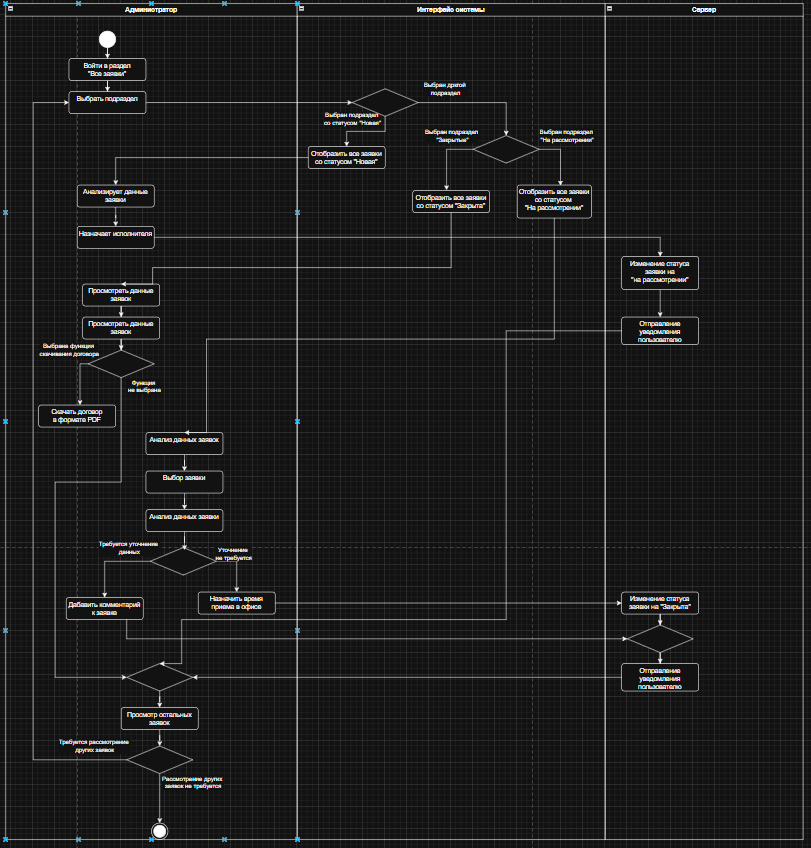 Администратор
Интерфейс системы
Сервер
Войти в раздел
"Все заявки"
Выбрать подраздел
Выбран другой
подраздел
Выбран подраздел
со статусом "Новая"
Выбран подраздел
"Закрытые"
Выбран подраздел
"На рассмотрении"
Отобразить все заявки
со статусом "Новая"
Анализирует данные
заявки
Отобразить все заявки
со статусом "Закрыта"
Отобразить все заявки
со статусом
"На рассмотрении"
Назначает исполнителя
Изменение статуса
заявки на
"на рассмотрении"
Просмотреть данные
заявок
Просмотреть данные
заявок
Отправление
уведомления
пользователю
Выбрана функция
скачивания договора
Функция
не выбрана
Скачать договор
в формате PDF
Анализ данных заявок
Выбор заявки
Анализ данных заявки
Требуется уточнение
данных
Уточнение
не требуется
Добавить комментарий
к заявке
Назначить время
приема в офисе
Изменение статуса
заявки на "Закрыта"
Отправление
уведомления
пользователю
Просмотр остальных
заявок
Требуется рассмотрение
других заявок
Рассмотрение других
заявок не требуется